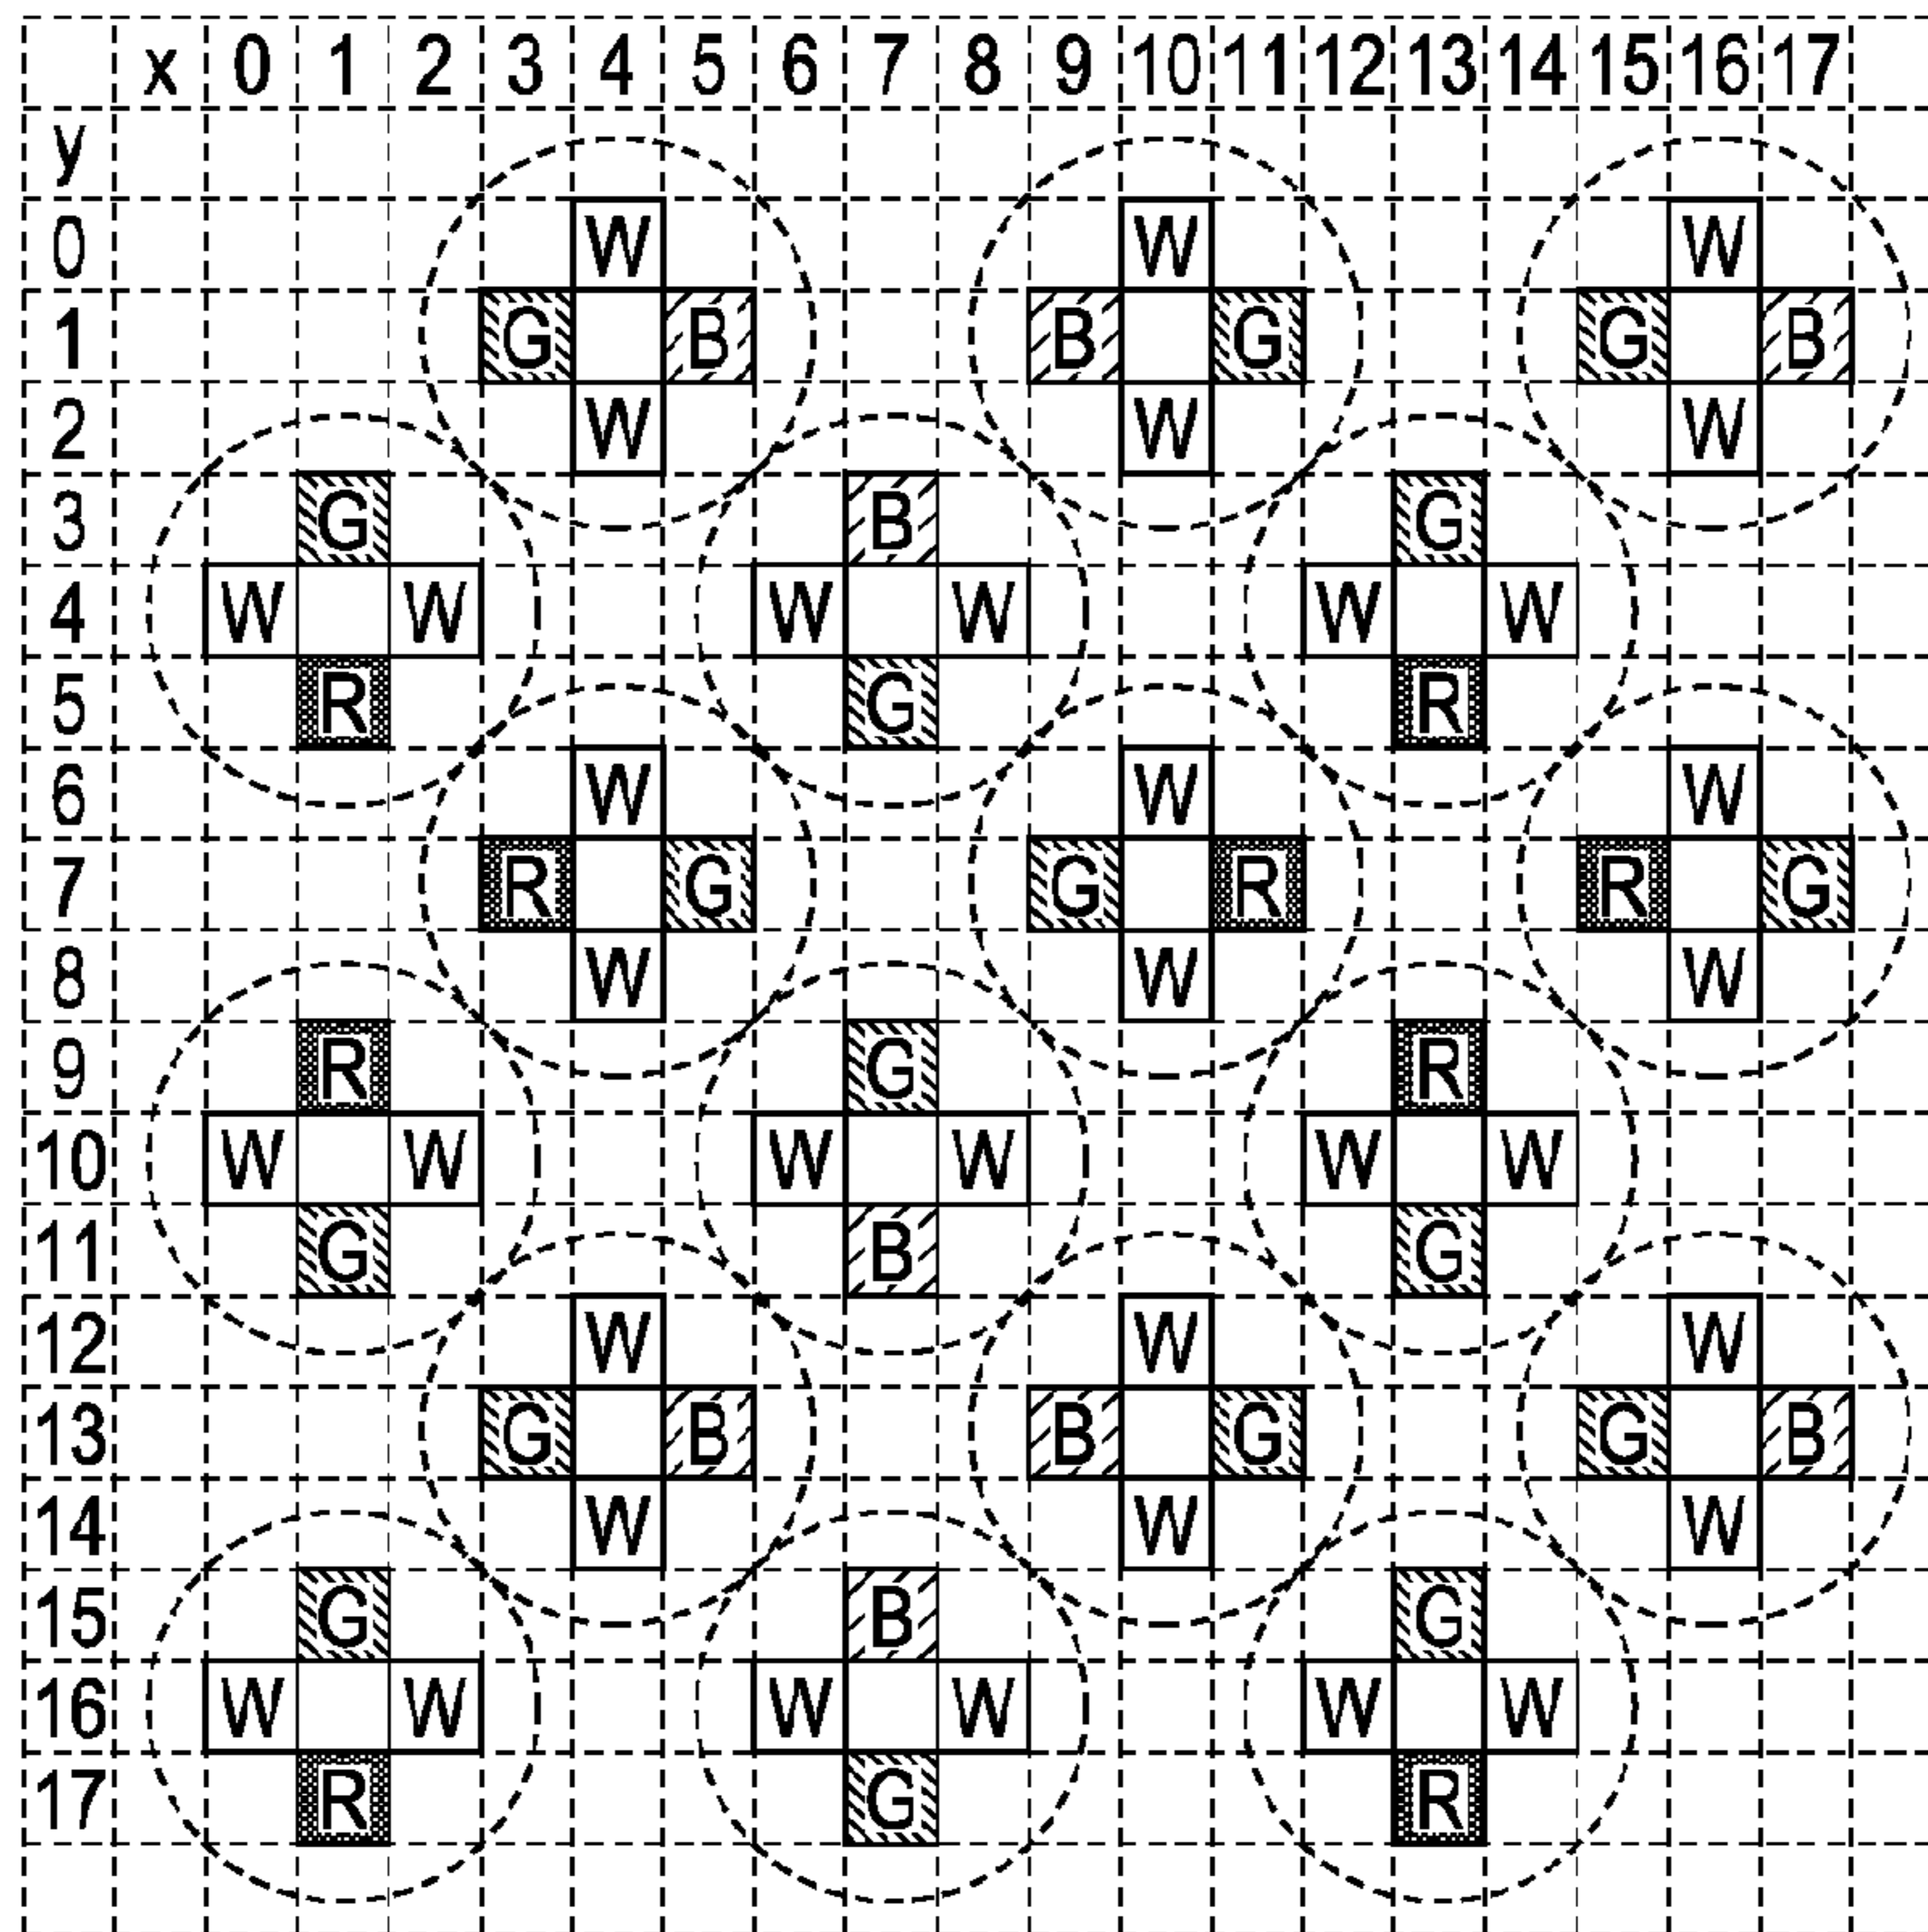 x 0 1 2 3 4 5 6 7 8 9 10 11 12 13 14 15 16 17
y
0 W W W
1 G B B G G B
2 W W W
3 G B G
4 W W W W W W
5 R G R
6 W W W
7 R G G R R G
8 W W W
9 R G R
10 W W W W W W
11 G B G
12 W W W
13 G B B G G B
14 W W W
15 G B G
16 W W W W W W
17 R G R